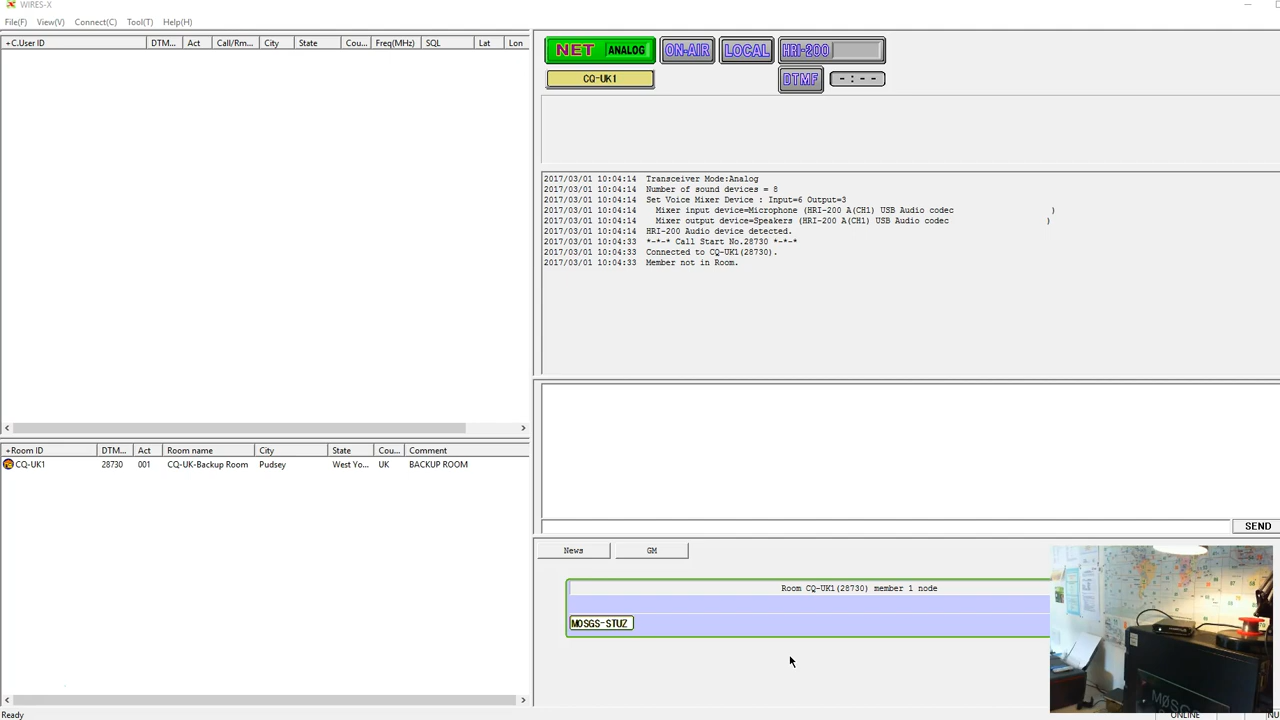 WIRES-X
File(F) View(V) Connect(C) Tool(T) Help(H)
+C.User ID DTM... Act Call/Rm... City State Cou... Freq(MHz) SQL Lat Lon
NET ANALOG ON-AIR LOCAL HRI-200
CQ-UK1 DTMF -:--
2017/03/01 10:04:14 Transceiver Mode:Analog
2017/03/01 10:04:14 Number of sound devices = 8
2017/03/01 10:04:14 Set Voice Mixer Device : Input=6 Output=3
2017/03/01 10:04:14 Mixer input device=Microphone (HRI-200 A(CH1) USB Audio codec )
2017/03/01 10:04:14 Mixer output device=Speakers (HRI-200 A(CH1) USB Audio codec )
2017/03/01 10:04:14 HRI-200 Audio device detected.
2017/03/01 10:04:33 *-*-* Call Start No.28730 *-*-*
2017/03/01 10:04:33 Connected to CQ-UK1(28730).
2017/03/01 10:04:33 Member not in Room.
+Room ID DTM... Act Room name City State Cou... Comment
CQ-UK1 28730 001 CQ-UK-Backup Room Pudsey West Yo... UK BACKUP ROOM
SEND
News GM
Room CQ-UK1(28730) member 1 node
M0SGS-STUZ
MØSG
Ready ONLINE NU